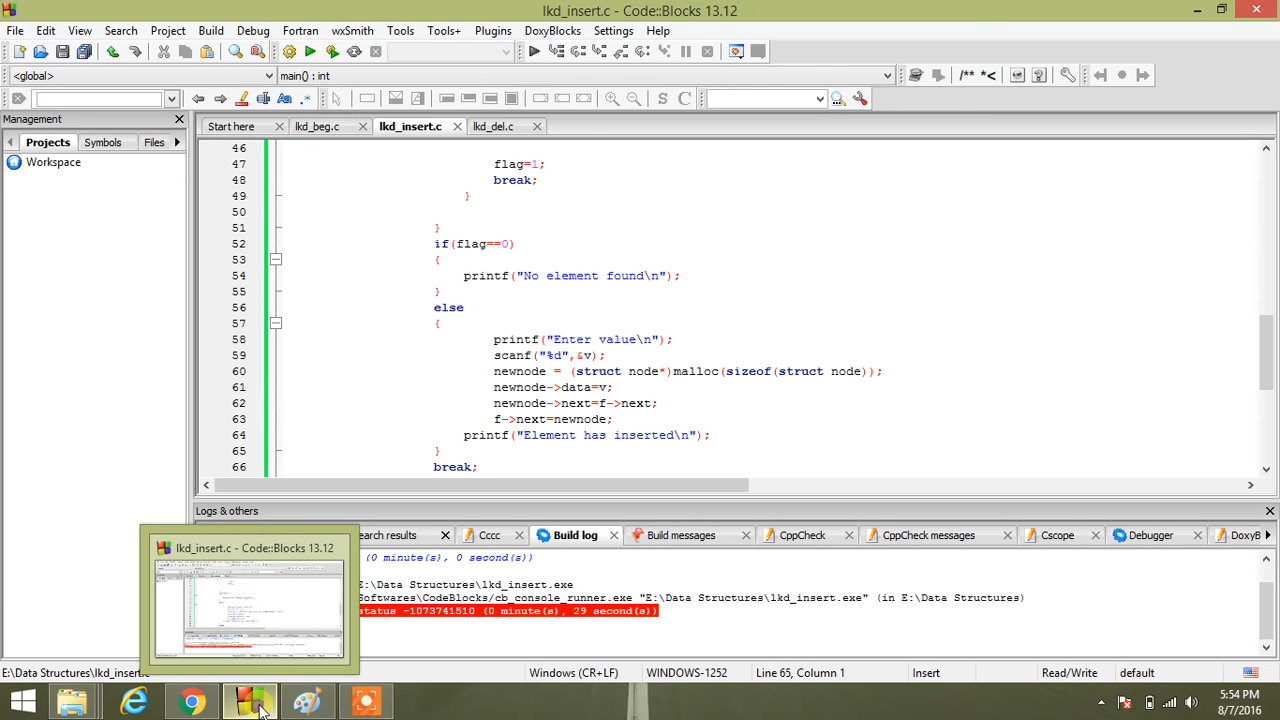 lkd_insert.c - Code::Blocks 13.12
File Edit View Search Project Build Debug Fortran wxSmith Tools Tools+ Plugins DoxyBlocks Settings Help
<global> main() : int /** *<
S C
Management
Start here lkd_beg.c lkd_insert.c lkd_del.c
Projects Symbols Files
Workspace
46
47 flag=1;
48 break;
49 }
50
51 }
52 if(flag==0)
53 {
54 printf("No element found\n");
55 }
56 else
57 {
58 printf("Enter value\n");
59 scanf("%d",&v);
60 newnode = (struct node*)malloc(sizeof(struct node));
61 newnode->data=v;
62 newnode->next=f->next;
63 f->next=newnode;
64 printf("Element has inserted\n");
65 }
66 break;
Logs & others
earch results Cccc Build log Build messages CppCheck CppCheck messages Cscope Debugger DoxyB
lkd_insert.c - Code::Blocks 13.12
(0 minute(s), 0 second(s))
:\Data Structures\lkd_insert.exe
Softwares\CodeBlocks/cb_console_runner.exe "E:\Data Structures\lkd_insert.exe" (in E:\Data Structures)
status -1073741510 (0 minute(s), 29 second(s))
E:\Data Structures\lkd_insert.c Windows (CR+LF) WINDOWS-1252 Line 65, Column 1 Insert Read/Write default
5:54 PM
8/7/2016